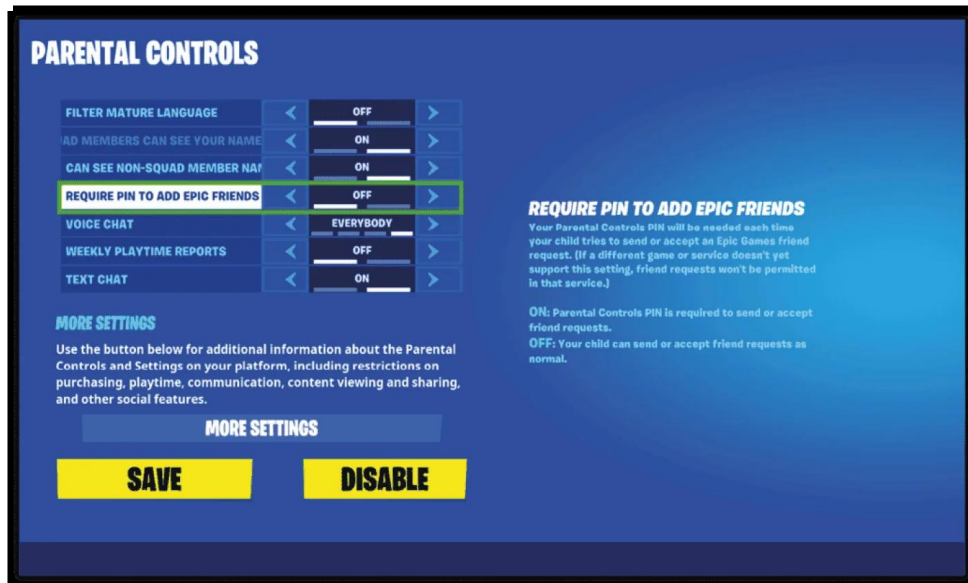 PARENTAL CONTROLS
FILTER MATURE LANGUAGE OFF
AD MEMBERS CAN SEE YOUR NAME ON
CAN SEE NON-SQUAD MEMBER NAM ON
REQUIRE PIN TO ADD EPIC FRIENDS OFF
VOICE CHAT EVERYBODY
WEEKLY PLAYTIME REPORTS OFF
TEXT CHAT ON
MORE SETTINGS
Use the button below for additional information about the Parental
Controls and Settings on your platform, including restrictions on
purchasing, playtime, communication, content viewing and sharing,
and other social features.
MORE SETTINGS
SAVE
DISABLE
REQUIRE PIN TO ADD EPIC FRIENDS
Your Parental Controls PIN will be needed each time
your child tries to send or accept an Epic Games friend
request. (If a different game or service doesn't yet
support this setting, friend requests won't be permitted
in that service.)
ON: Parental Controls PIN is required to send or accept
friend requests.
OFF: Your child can send or accept friend requests as
normal.